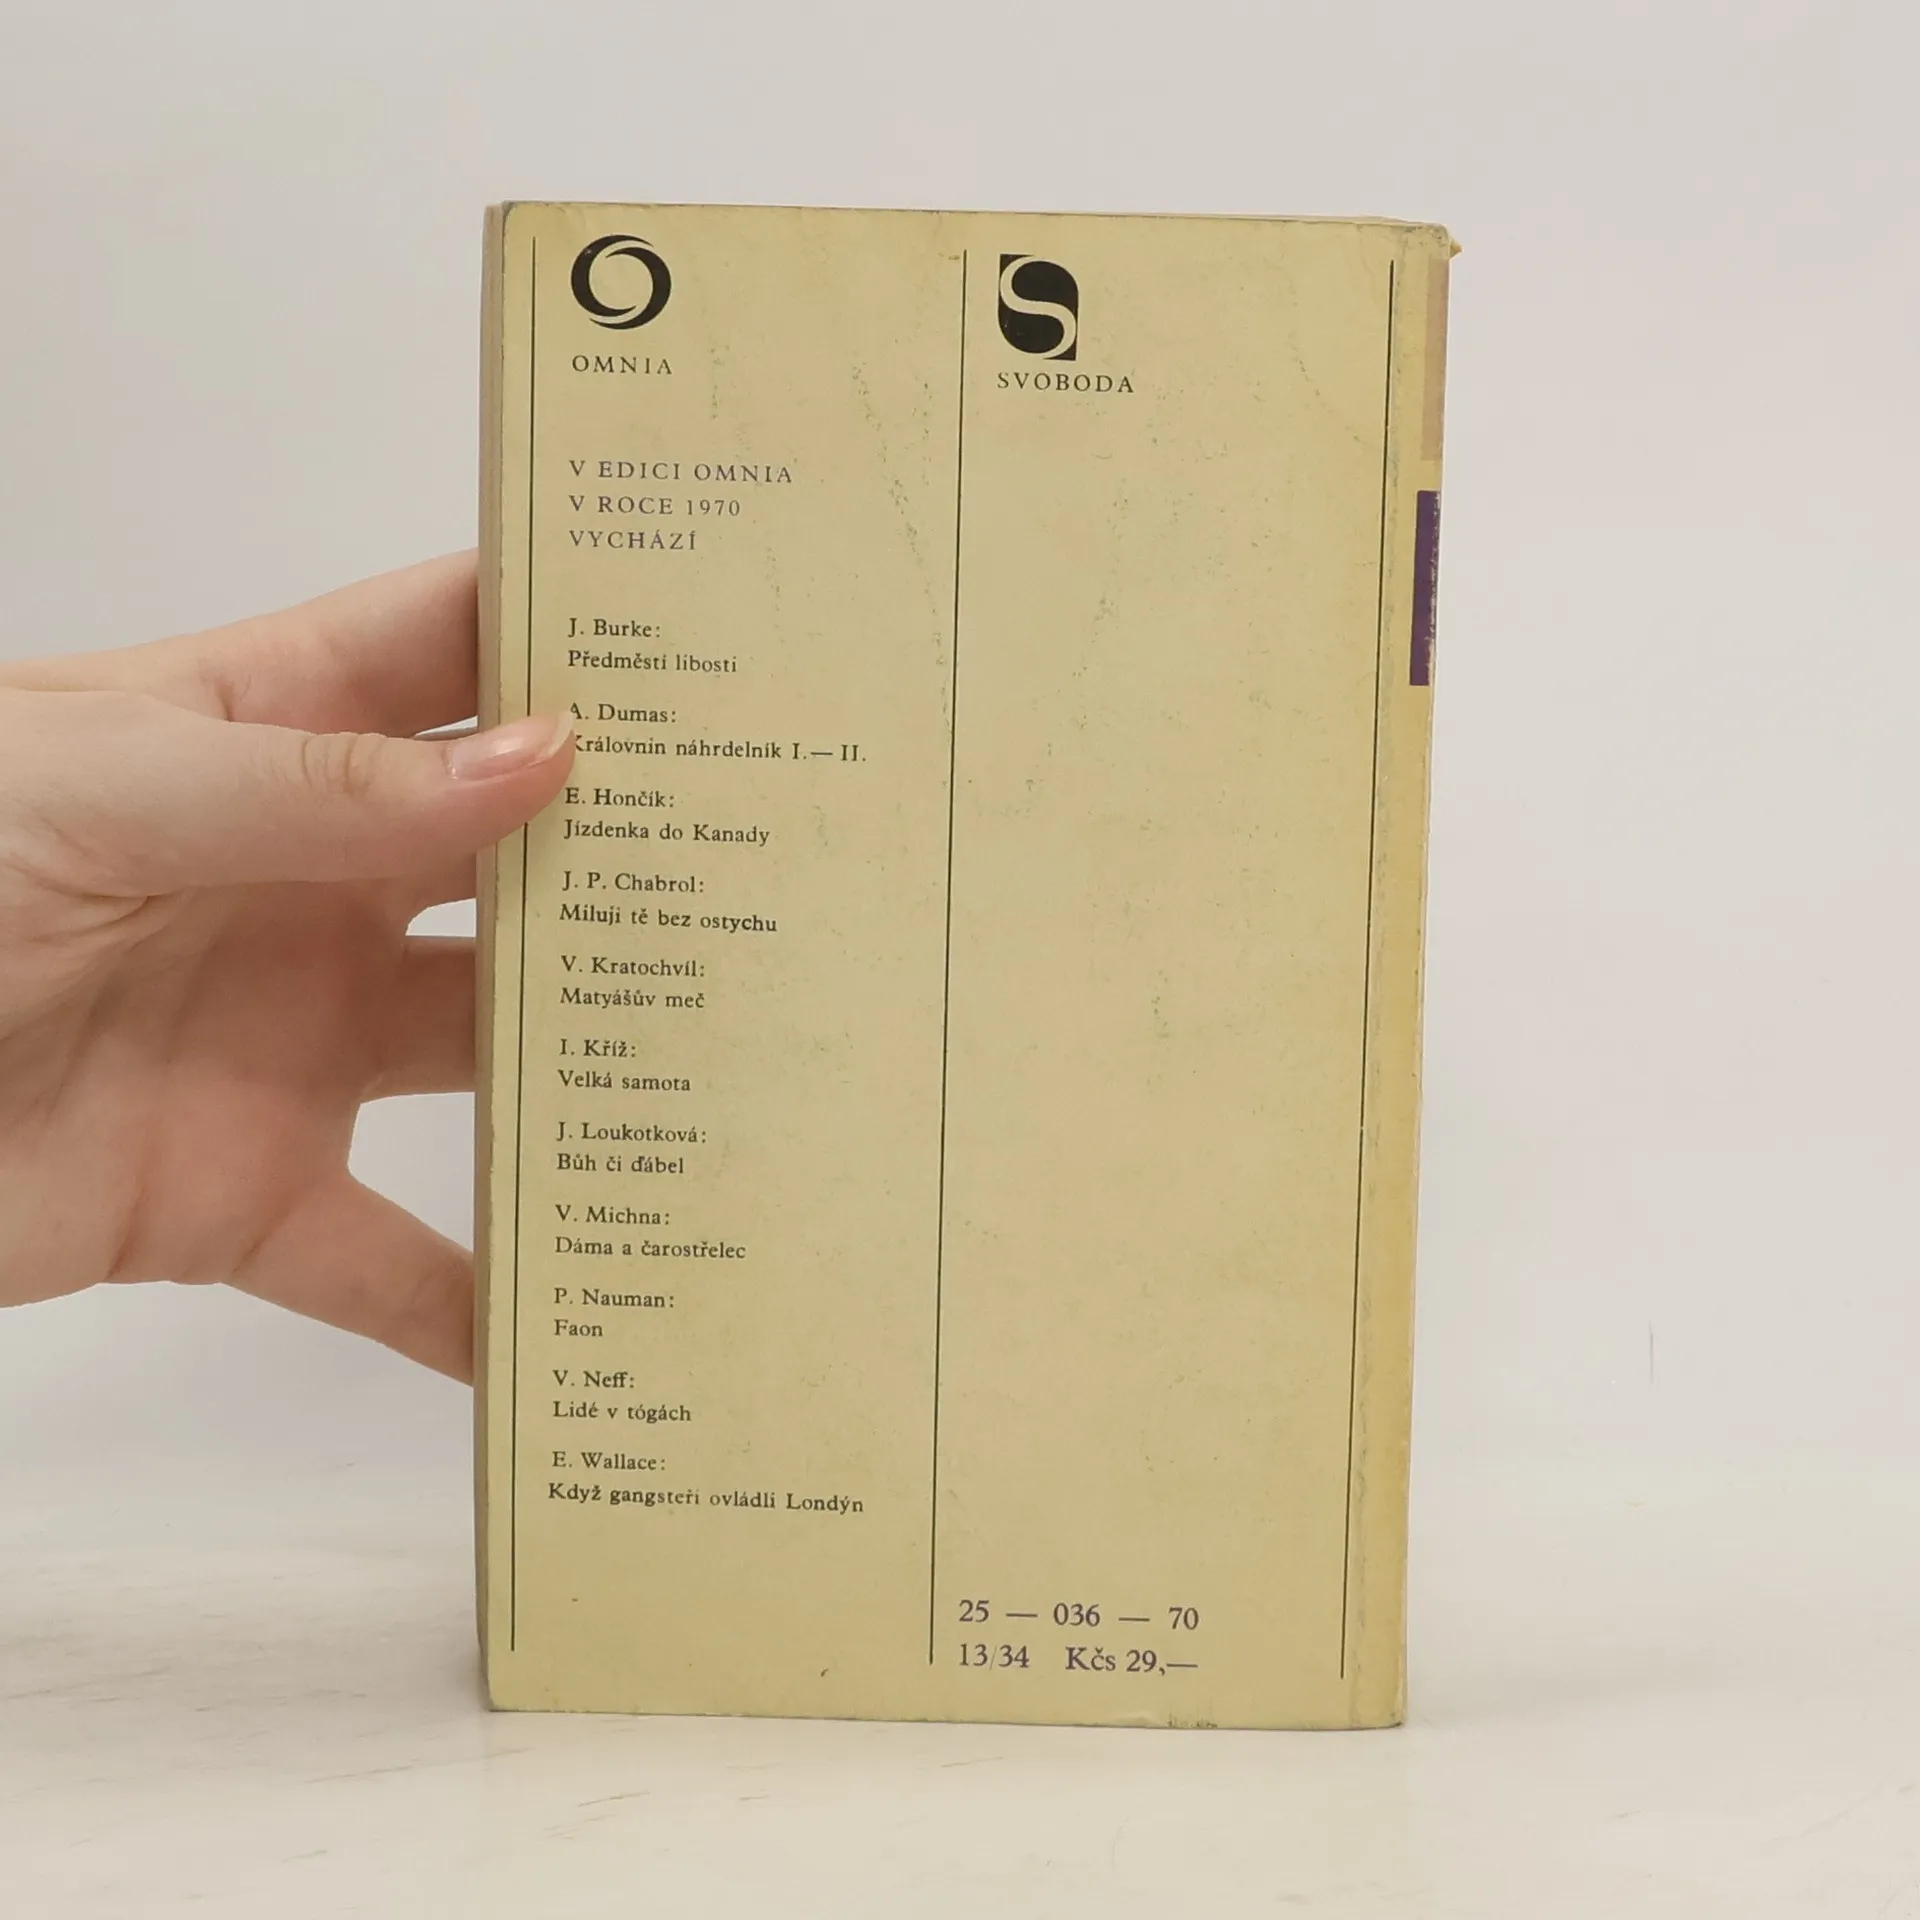 OMNIA
V EDICI OMNIA
V ROCE 1970
VYCHÁZÍ
J. Burke:
Předměstí libosti
A. Dumas:
Královnin náhrdelník I.— II.
E. Hončík:
Jízdenka do Kanady
J. P. Chabrol:
Miluji tě bez ostychu
V. Kratochvíl:
Matyášův meč
I. Kříž:
Velká samota
J. Loukotková:
Bůh či ďábel
V. Michna:
Dáma a čarostřelec
P. Nauman:
Faon
V. Neff:
Lidé v tógách
E. Wallace:
Když gangsteři ovládli Londýn
S
SVOBODA
25 — 036 — 70
13/34 Kčs 29,—